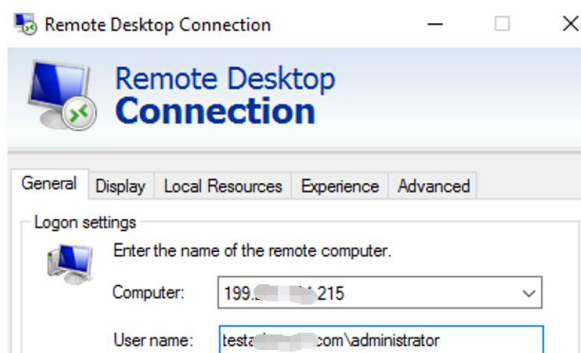 Remote Desktop Connection
Remote Desktop
Connection
General Display Local Resources Experience Advanced
Logon settings
Enter the name of the remote computer.
Computer: 199. .215
User name: testa com\administrator